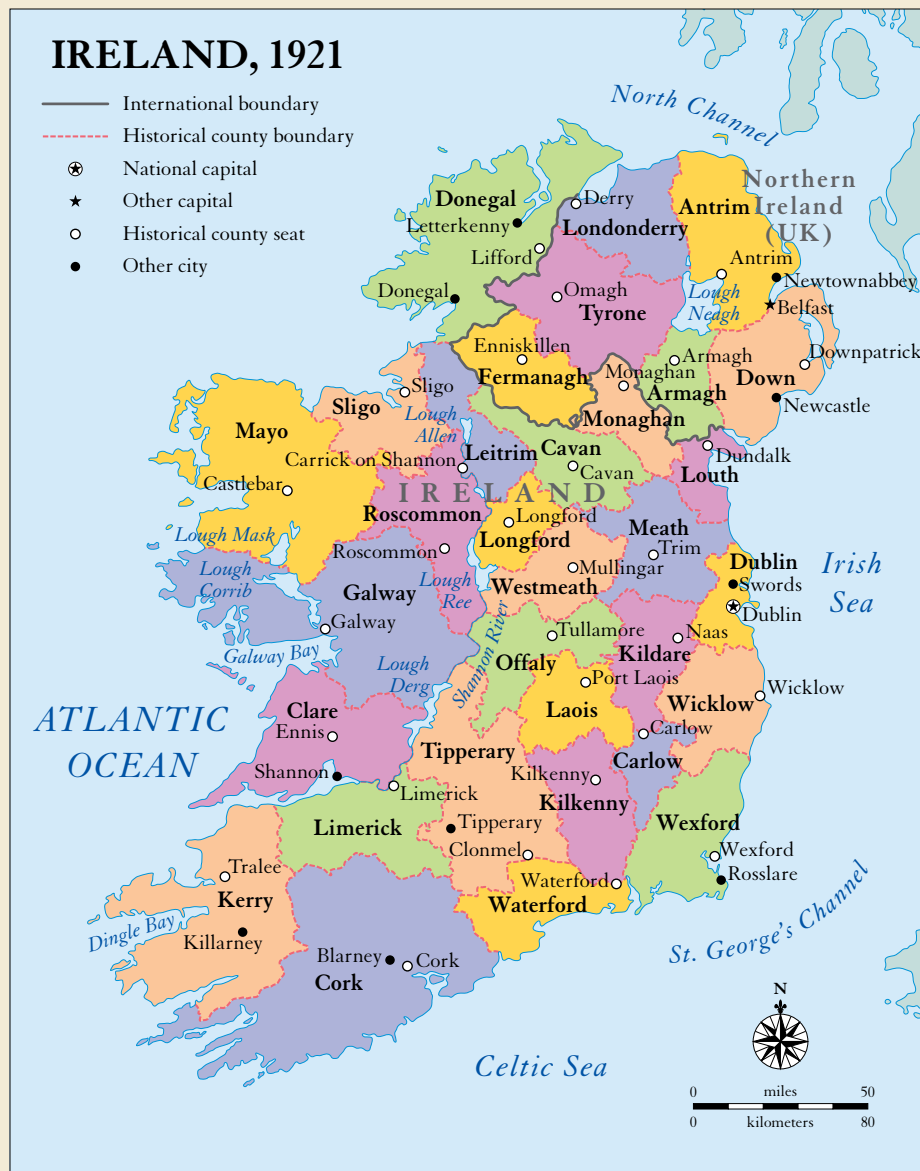 IRELAND, 1921
International boundary
Historical county boundary
National capital
Other capital
Historical county seat
Other city
North Channel
Northern
Ireland
(UK)
Donegal
Letterkenny
Lifford
Donegal
Derry
Londonderry
Antrim
Antrim
Newtownabbey
Lough
Neagh
Belfast
Omagh
Tyrone
Enniskillen
Fermanagh
Armagh
Downpatrick
Monaghan
Armagh
Down
Newcastle
Monaghan
Sligo
Sligo
Lough
Allen
Mayo
Leitrim
Cavan
Cavan
Dundalk
Louth
Carrick on Shannon
Castlebar
IRELAND
Roscommon
Longford
Longford
Meath
Trim
Lough Mask
Roscommon
Lough
Corrib
Lough
Ree
Westmeath
Mullingar
Dublin
Swords
Dublin
Irish
Sea
Galway
Galway
Galway Bay
Lough
Derg
Shannon River
Tullamore
Offaly
Naas
Kildare
Port Laois
Laois
Wicklow
Wicklow
ATLANTIC
OCEAN
Clare
Ennis
Shannon
Tipperary
Carlow
Carlow
Kilkenny
Kilkenny
Limerick
Limerick
Tipperary
Clonmel
Wexford
Wexford
Rosslare
Waterford
Waterford
Tralee
Kerry
Dingle Bay
Killarney
Blarney
Cork
Cork
St. George's Channel
Celtic Sea
N
0 miles 50
0 kilometers 80